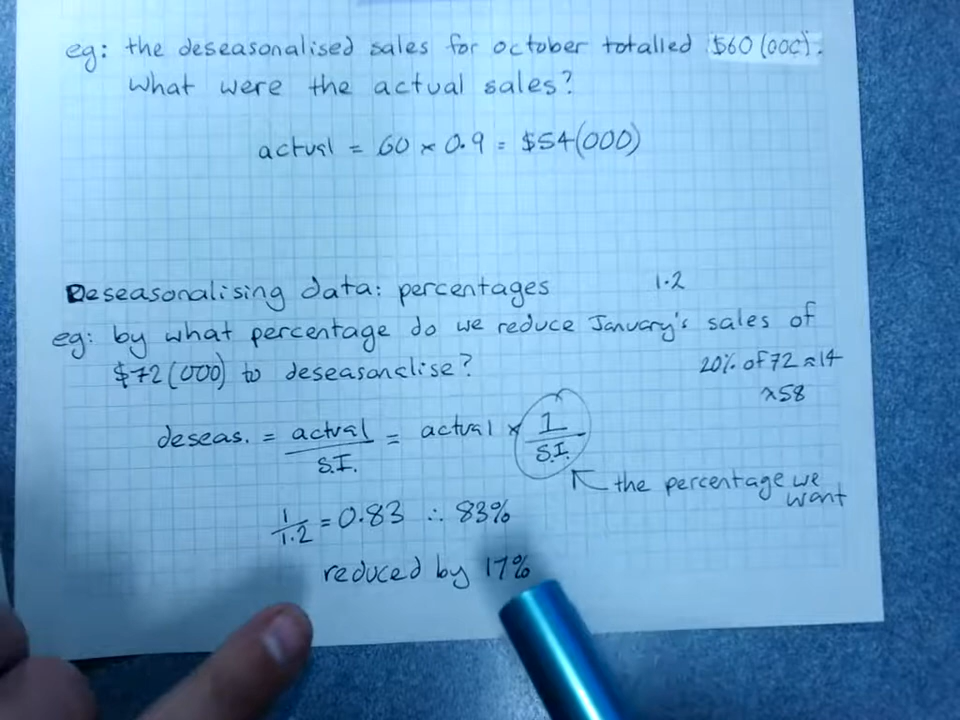 eg: the deseasonalised sales for october totalled $60(000).
What were the actual sales?
actual = 60 × 0.9 = $54(000)
Deseasonalising data: percentages 1.2
eg: by what percentage do we reduce January's sales of
$72(000) to deseasonalise?
20% of 72 ≈ 14
≈ 58
deseas. = actual/S.I. = actual × 1/S.I.
the percentage we
want
1/1.2 = 0.83 ∴ 83%
reduced by 17%